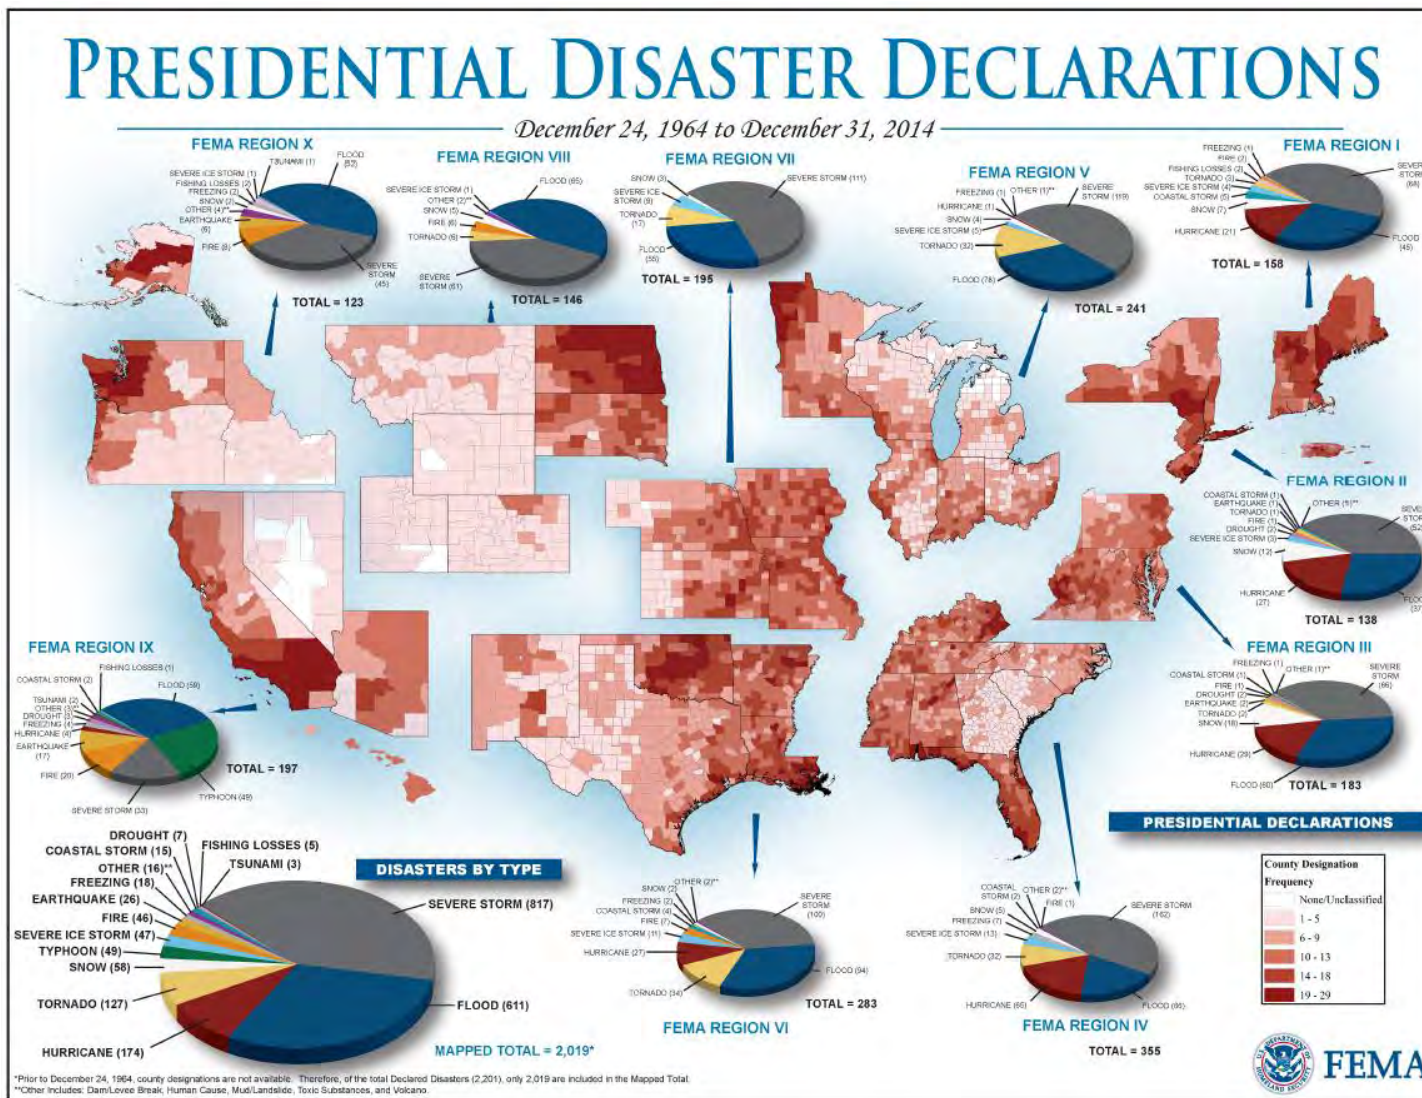 PRESIDENTIAL DISASTER DECLARATIONS
December 24, 1964 to December 31, 2014
FEMA REGION X
TSUNAMI (1)
FLOOD
SEVERE ICE STORM (1)
FISHING LOSSES (2)
FREEZING (2)
SNOW (2)
OTHER (4)**
EARTHQUAKE
(6)
FIRE (8)
SEVERE
STORM
(45)
TOTAL = 123
FEMA REGION VIII
FLOOD (65)
SEVERE ICE STORM (1)
OTHER (2)**
SNOW (5)
FIRE (6)
TORNADO (6)
SEVERE
STORM (61)
TOTAL = 146
FEMA REGION VII
SNOW (3)
SEVERE STORM (111)
SEVERE ICE
STORM (9)
TORNADO
(17)
FLOOD
(55)
TOTAL = 195
FEMA REGION V
FREEZING (1)
OTHER (1)**
SEVERE
STORM (119)
HURRICANE (1)
SNOW (4)
SEVERE ICE STORM (5)
TORNADO (32)
FLOOD (78)
TOTAL = 241
FEMA REGION I
FREEZING (1)
FIRE (2)
FISHING LOSSES (2)
TORNADO (3)
SEVERE ICE STORM (4)
COASTAL STORM (5)
SNOW (7)
HURRICANE (21)
SEVER
STORM
(68)
FLOOD
(45)
TOTAL = 158
FEMA REGION II
COASTAL STORM (1)
EARTHQUAKE (1)
TORNADO (1)
FIRE (1)
DROUGHT (2)
SEVERE ICE STORM (3)
SNOW (12)
OTHER (5)**
SEVE
STOR
(52
HURRICANE
(27)
FLOO
(37
TOTAL = 138
FEMA REGION III
FREEZING (1)
OTHER (1)**
SEVERE
STORM
(66)
COASTAL STORM (1)
FIRE (1)
DROUGHT (2)
EARTHQUAKE (2)
TORNADO (2)
SNOW (18)
HURRICANE (29)
FLOOD (60)
TOTAL = 183
FEMA REGION IX
FISHING LOSSES (1)
COASTAL STORM (2)
FLOOD (59)
TSUNAMI (2)
OTHER (3)*
DROUGHT (3)
FREEZING (4)
HURRICANE (4)
EARTHQUAKE
(17)
FIRE (20)
SEVERE STORM (33)
TYPHOON (49)
TOTAL = 197
PRESIDENTIAL DECLARATIONS
County Designation
Frequency
None/Unclassified
1 - 5
6 - 9
10 - 13
14 - 18
19 - 29
DISASTERS BY TYPE
DROUGHT (7)
COASTAL STORM (15)
OTHER (16)**
FREEZING (18)
EARTHQUAKE (26)
FIRE (46)
SEVERE ICE STORM (47)
TYPHOON (49)
SNOW (58)
TORNADO (127)
HURRICANE (174)
FISHING LOSSES (5)
TSUNAMI (3)
SEVERE STORM (817)
FLOOD (611)
MAPPED TOTAL = 2,019*
SNOW (2)
OTHER (2)**
FREEZING (2)
COASTAL STORM (4)
FIRE (7)
SEVERE ICE STORM (11)
HURRICANE (27)
TORNADO (34)
SEVERE
STORM
(100)
FLOOD (94)
TOTAL = 283
FEMA REGION VI
COASTAL
STORM (2)
OTHER (2)**
FIRE (1)
SNOW (5)
FREEZING (7)
SEVERE ICE STORM (13)
TORNADO (32)
HURRICANE
SEVERE STORM (162)
FLOOD
FEMA REGION IV
TOTAL = 355
U.S. DEPARTMENT OF
HOMELAND SECURITY
FEMA
*Prior to December 24, 1964, county designations are not available. Therefore, of the total Declared Disasters (2,201), only 2,019 are included in the Mapped Total.
**Other Includes: Dam/Levee Break, Human Cause, Mud/Landslide, Toxic Substances, and Volcano.